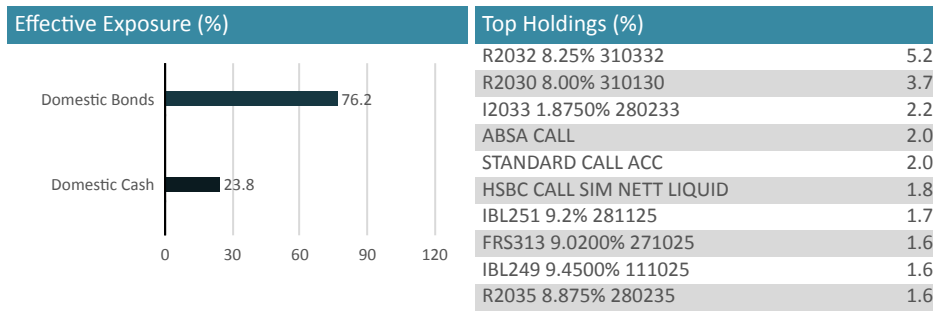 Effective Exposure (%)
Domestic Bonds
76.2
Domestic Cash
23.8
0 30 60 90 120
Top Holdings (%)
R2032 8.25% 310332 5.2
R2030 8.00% 310130 3.7
I2033 1.8750% 280233 2.2
ABSA CALL 2.0
STANDARD CALL ACC 2.0
HSBC CALL SIM NETT LIQUID 1.8
IBL251 9.2% 281125 1.7
FRS313 9.0200% 271025 1.6
IBL249 9.4500% 111025 1.6
R2035 8.875% 280235 1.6